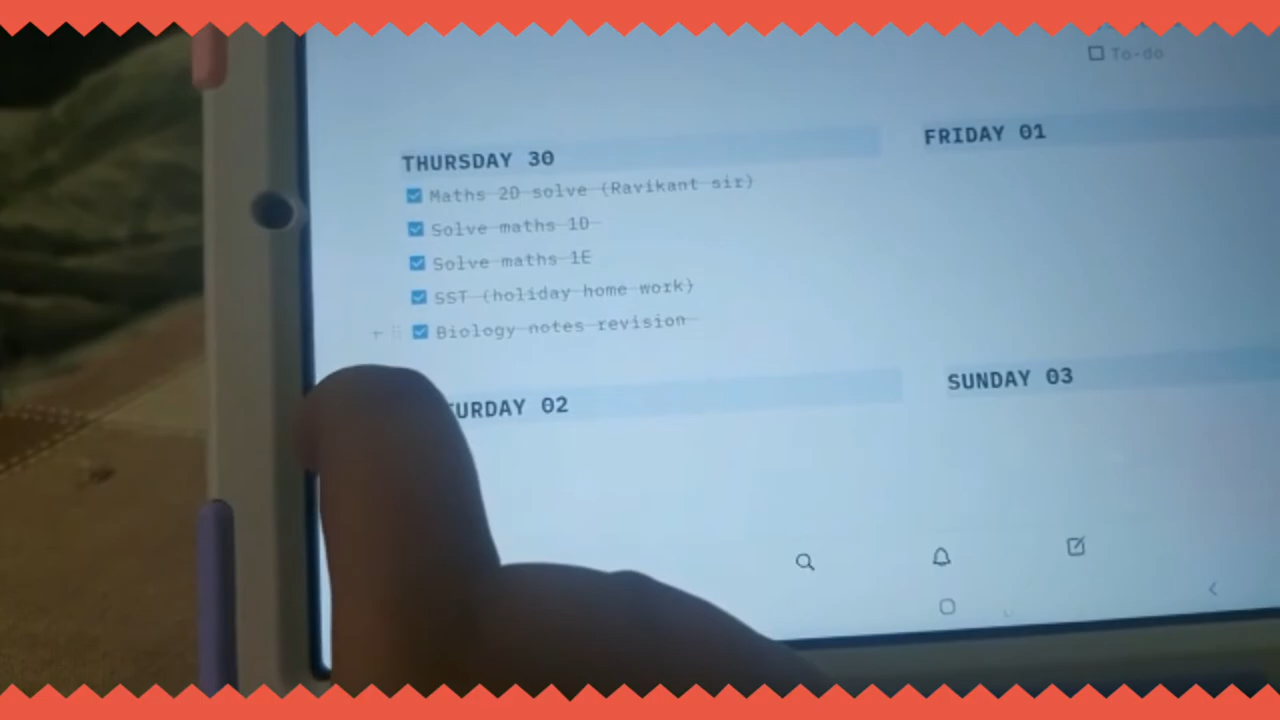 To-do
THURSDAY 30
Maths 2D solve (Ravikant sir)
Solve maths 1D
Solve maths 1E
SST (holiday home work)
Biology notes revision
FRIDAY 01
URDAY 02
SUNDAY 03